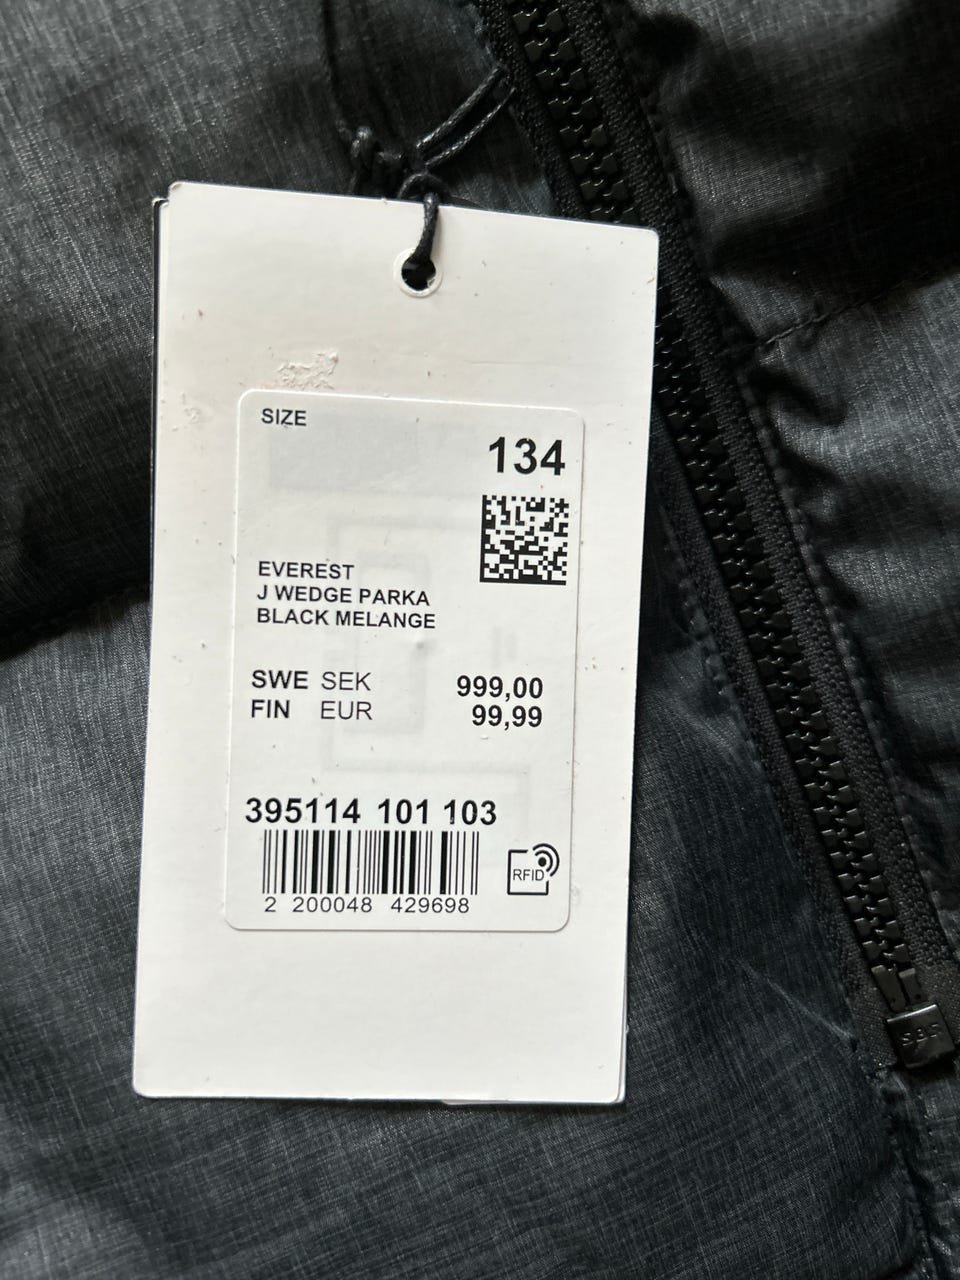 SIZE
134
EVEREST
J WEDGE PARKA
BLACK MELANGE
SWE SEK 999,00
FIN EUR 99,99
395114 101 103
RFID
2 200048 429698